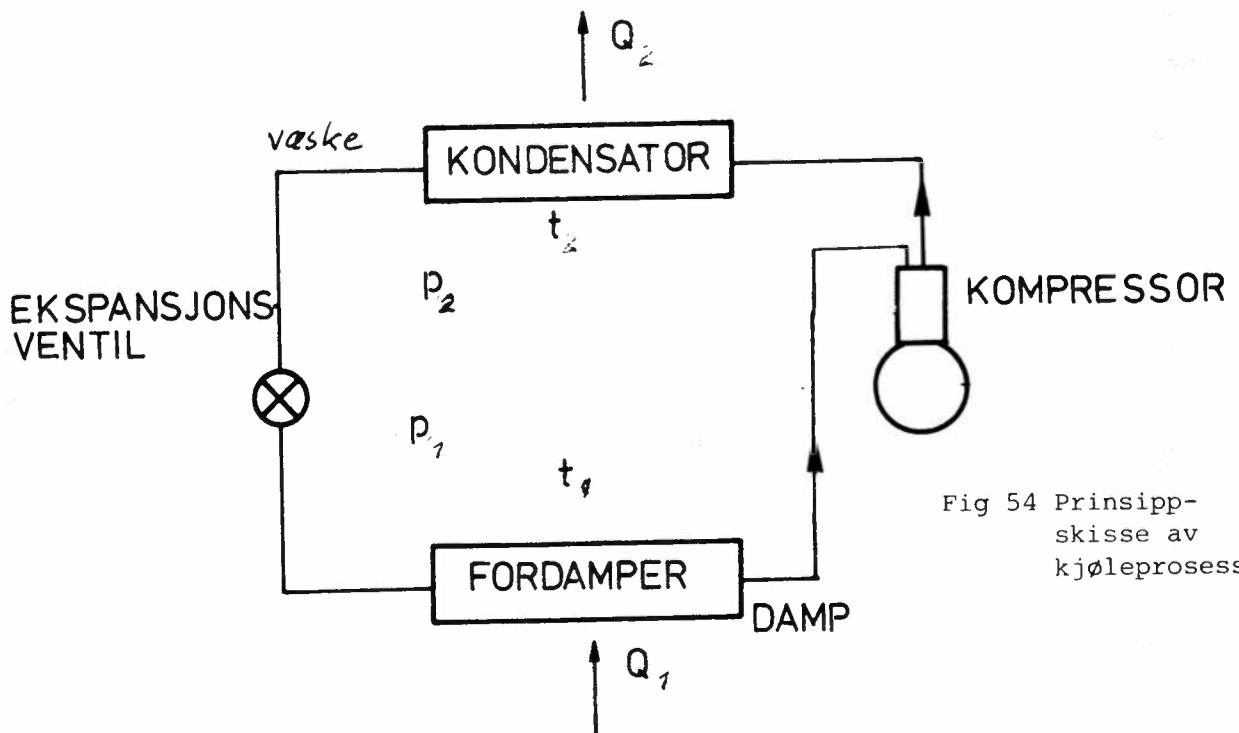 Q₂
væske
KONDENSATOR
t₂
p₂
KOMPRESSOR
EKSPANSJONS
VENTIL
p₁
t₁
Fig 54 Prinsipp-
skisse av
kjøleprosess
FORDAMPER
DAMP
Q₁